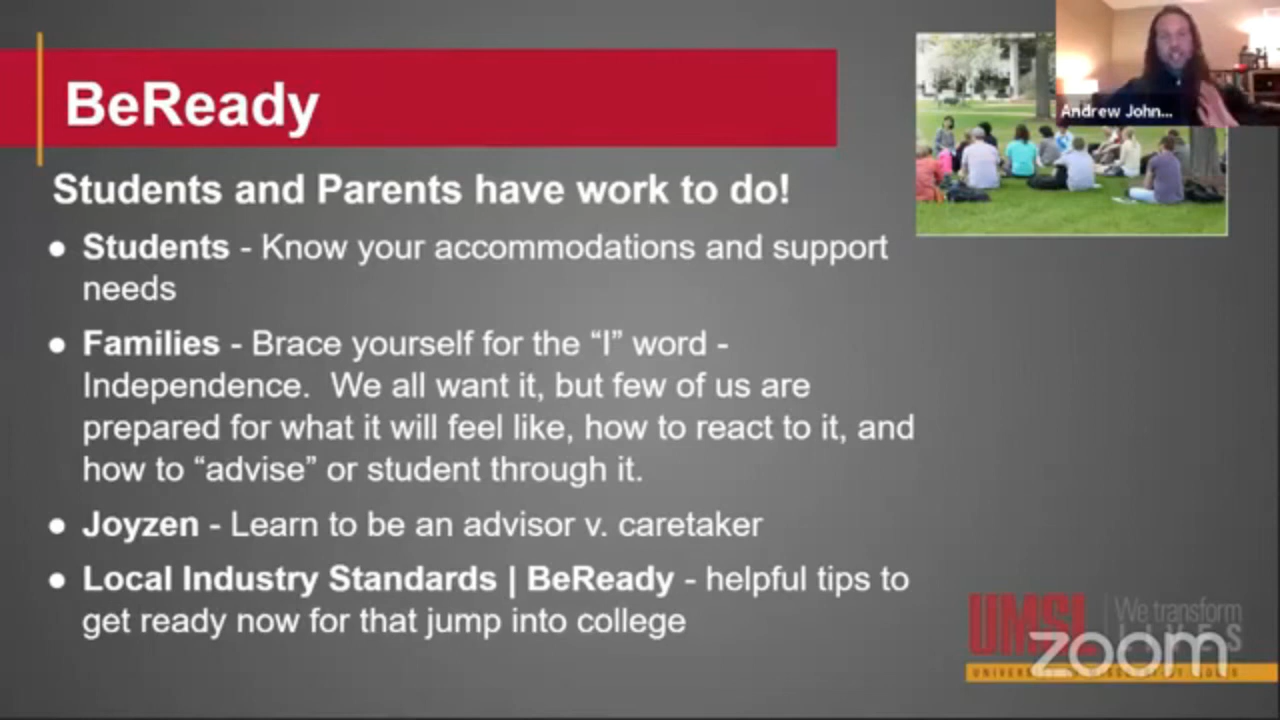 BeReady
Andrew John...
Students and Parents have work to do!
● Students - Know your accommodations and support
needs
● Families - Brace yourself for the “I” word -
Independence. We all want it, but few of us are
prepared for what it will feel like, how to react to it, and
how to “advise” or student through it.
● Joyzen - Learn to be an advisor v. caretaker
● Local Industry Standards | BeReady - helpful tips to
get ready now for that jump into college
UMSL | We transform
zoom